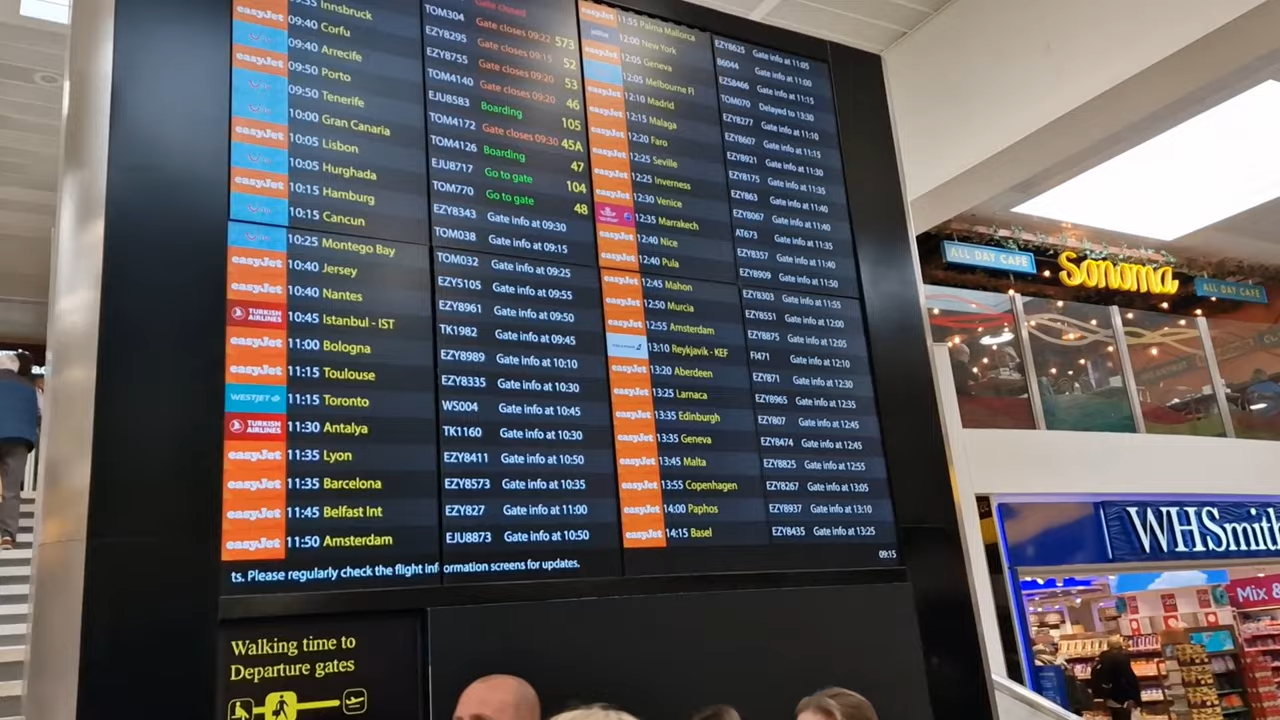 09:35 Innsbruck EZY8295 Gate closes 09:15 52
easyJet 09:40 Corfu EZY8755 Gate closes 09:20 53
09:40 Arrecife TOM4140 Gate closes 09:20 46
easyJet 09:50 Porto EJU8583 Boarding 105
09:50 Tenerife TOM4172 Gate closes 09:30 45A
10:00 Gran Canaria TOM4126 Boarding 47
easyJet 10:05 Lisbon EJU8717 Go to gate 104
10:05 Hurghada TOM770 Go to gate 48
easyJet 10:15 Hamburg EZY8343 Gate info at 09:30
10:15 Cancun TOM038 Gate info at 09:15
10:25 Montego Bay TOM032 Gate info at 09:25
easyJet 10:40 Jersey EZY5105 Gate info at 09:55
easyJet 10:40 Nantes EZY8961 Gate info at 09:50
TURKISH AIRLINES 10:45 Istanbul - IST TK1982 Gate info at 09:45
easyJet 11:00 Bologna EZY8989 Gate info at 10:10
easyJet 11:15 Toulouse EZY8335 Gate info at 10:30
WESTJET 11:15 Toronto WS004 Gate info at 10:45
TURKISH AIRLINES 11:30 Antalya TK1160 Gate info at 10:30
easyJet 11:35 Lyon EZY8411 Gate info at 10:50
easyJet 11:35 Barcelona EZY8573 Gate info at 10:35
easyJet 11:45 Belfast Int EZY827 Gate info at 11:00
easyJet 11:50 Amsterdam EJU8873 Gate info at 10:50
Gate closed
TOM304 Gate closes 09:22 573
easyJet 11:55 Palma Mallorca EZY8625 Gate info at 11:05
jetBlue 12:00 New York B6044 Gate info at 11:00
easyJet 12:05 Geneva EZS8466 Gate info at 11:15
12:05 Melbourne Fl TOM070 Delayed to 13:30
easyJet 12:10 Madrid EZY8277 Gate info at 11:10
easyJet 12:15 Malaga EZY8607 Gate info at 11:15
easyJet 12:20 Faro EZY8921 Gate info at 11:30
easyJet 12:25 Seville EZY8175 Gate info at 11:35
easyJet 12:25 Inverness EZY863 Gate info at 11:40
easyJet 12:30 Venice EZY8067 Gate info at 11:40
12:35 Marrakech AT673 Gate info at 11:35
easyJet 12:40 Nice EZY8357 Gate info at 11:40
easyJet 12:40 Pula EZY8909 Gate info at 11:50
easyJet 12:45 Mahon EZY8303 Gate info at 11:55
easyJet 12:50 Murcia EZY8551 Gate info at 12:00
easyJet 12:55 Amsterdam EZY8875 Gate info at 12:05
13:10 Reykjavik - KEF FI471 Gate info at 12:10
easyJet 13:20 Aberdeen EZY871 Gate info at 12:30
easyJet 13:25 Larnaca EZY8965 Gate info at 12:35
easyJet 13:35 Edinburgh EZY807 Gate info at 12:45
easyJet 13:35 Geneva EZY8474 Gate info at 12:45
easyJet 13:45 Malta EZY8825 Gate info at 12:55
easyJet 13:55 Copenhagen EZY8267 Gate info at 13:05
easyJet 14:00 Paphos EZY8937 Gate info at 13:10
easyJet 14:15 Basel EZY8435 Gate info at 13:25
09:15
ts. Please regularly check the flight information screens for updates.
Walking time to
Departure gates
ALL DAY CAFE
sonoma
ALL DAY CAFE
WHSmith
Mix &